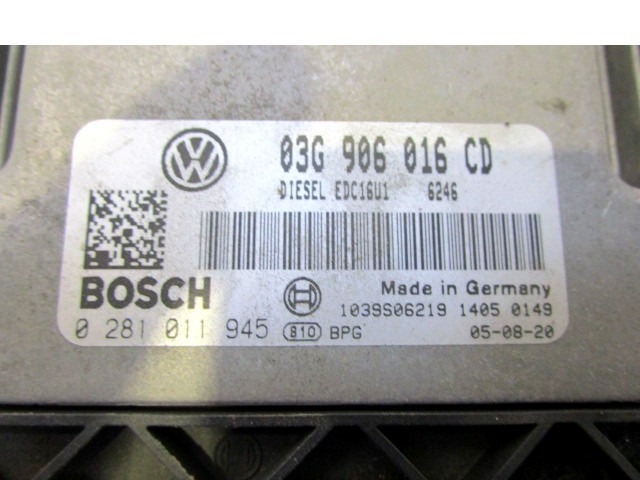 03G 906 016 CD
DIESEL EDC16U1 6246
BOSCH
Made in Germany
1039S06219 1405 0149
0 281 011 945 810 BPG 05-08-20